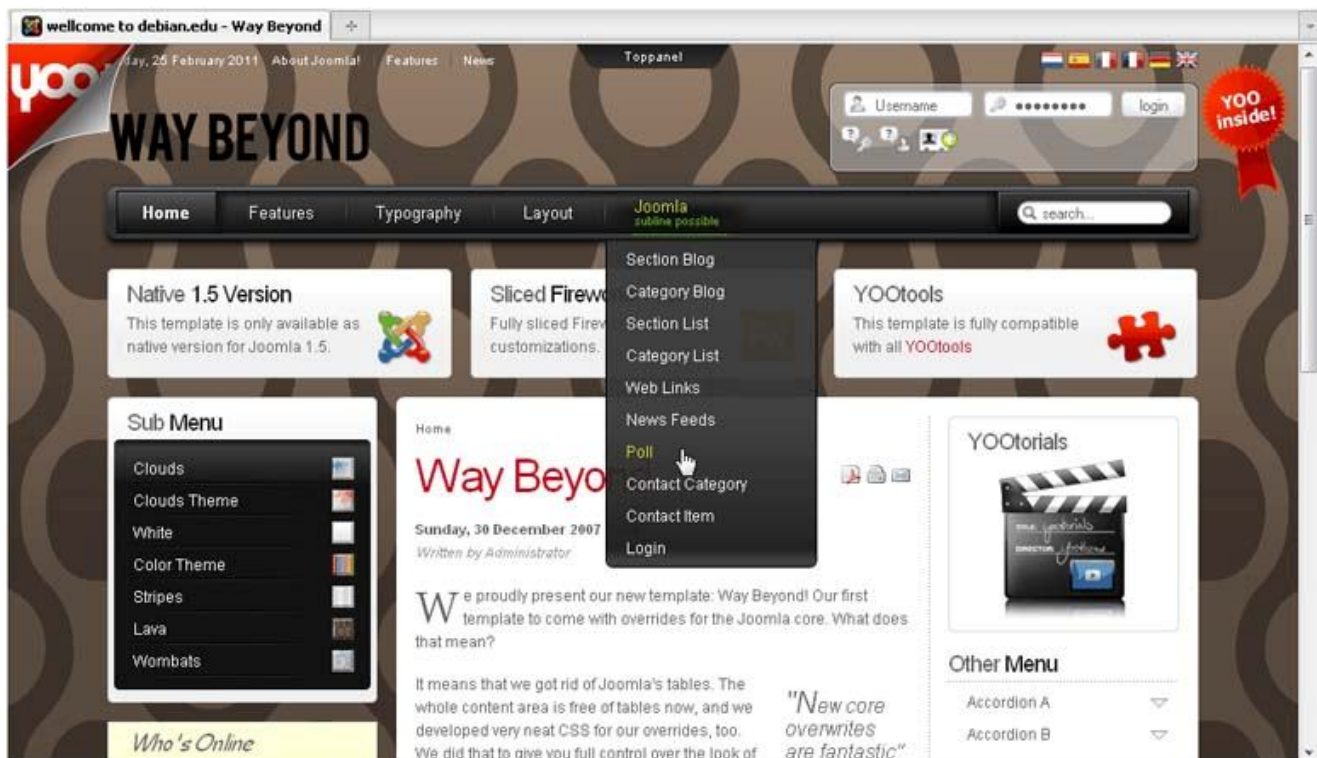 wellcome to debian.edu - Way Beyond
day, 25 February 2011 About Joomla! Features News
Toppanel
YOO
YOO
inside!
Username
login
WAY BEYOND
Home Features Typography Layout Joomla
subline possible
search...
Section Blog
Category Blog
Section List
Category List
Web Links
News Feeds
Poll
Contact Category
Contact Item
Login
Native 1.5 Version
This template is only available as
native version for Joomla 1.5.
Sliced Firew
Fully sliced Firew
customizations.
YOOtools
This template is fully compatible
with all YOOtools
Sub Menu
Clouds
Clouds Theme
White
Color Theme
Stripes
Lava
Wombats
Who's Online
Home
Way Beyo
Sunday, 30 December 2007
Written by Administrator
We proudly present our new template: Way Beyond! Our first
template to come with overrides for the Joomla core. What does
that mean?
It means that we got rid of Joomla's tables. The
whole content area is free of tables now, and we
developed very neat CSS for our overrides, too.
We did that to give you full control over the look of
"New core
overwrites
are fantastic"
YOOtorials
TITLE yootorials
DIRECTOR
Other Menu
Accordion A
Accordion B